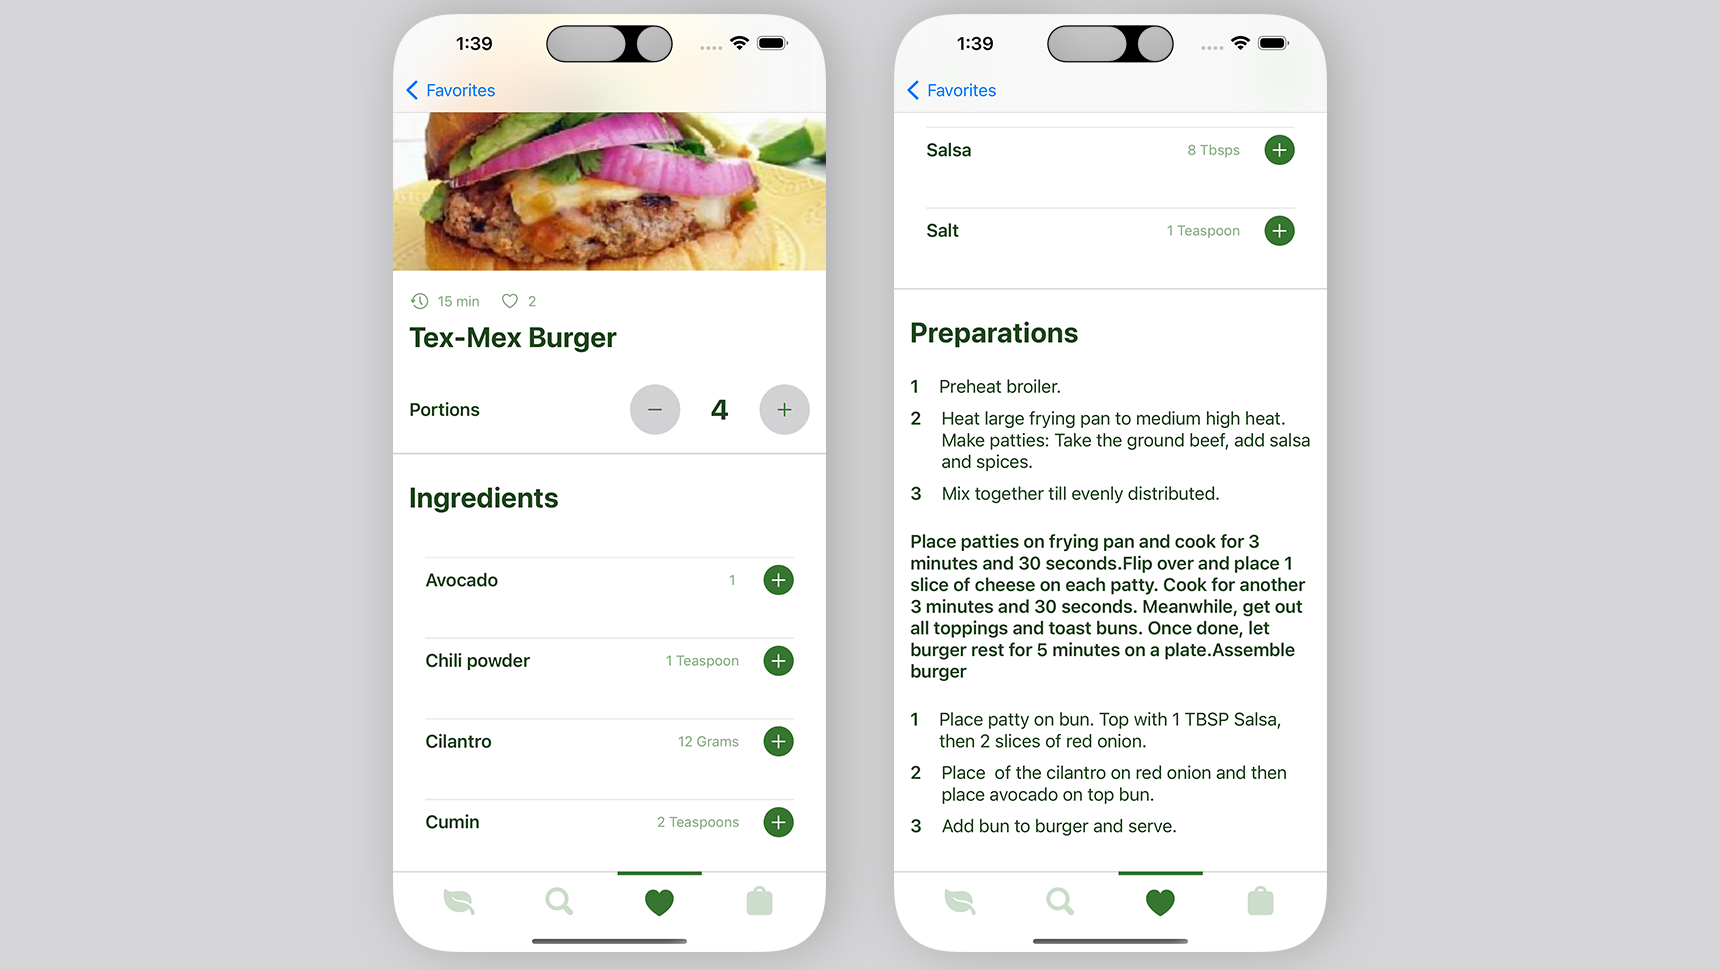 1:39
Favorites
15 min 2
Tex-Mex Burger
Portions 4
Ingredients
Avocado 1
Chili powder 1 Teaspoon
Cilantro 12 Grams
Cumin 2 Teaspoons
1:39
Favorites
Salsa 8 Tbsps
Salt 1 Teaspoon
Preparations
1 Preheat broiler.
2 Heat large frying pan to medium high heat.
Make patties: Take the ground beef, add salsa
and spices.
3 Mix together till evenly distributed.
Place patties on frying pan and cook for 3
minutes and 30 seconds.Flip over and place 1
slice of cheese on each patty. Cook for another
3 minutes and 30 seconds. Meanwhile, get out
all toppings and toast buns. Once done, let
burger rest for 5 minutes on a plate.Assemble
burger
1 Place patty on bun. Top with 1 TBSP Salsa,
then 2 slices of red onion.
2 Place  of the cilantro on red onion and then
place avocado on top bun.
3 Add bun to burger and serve.